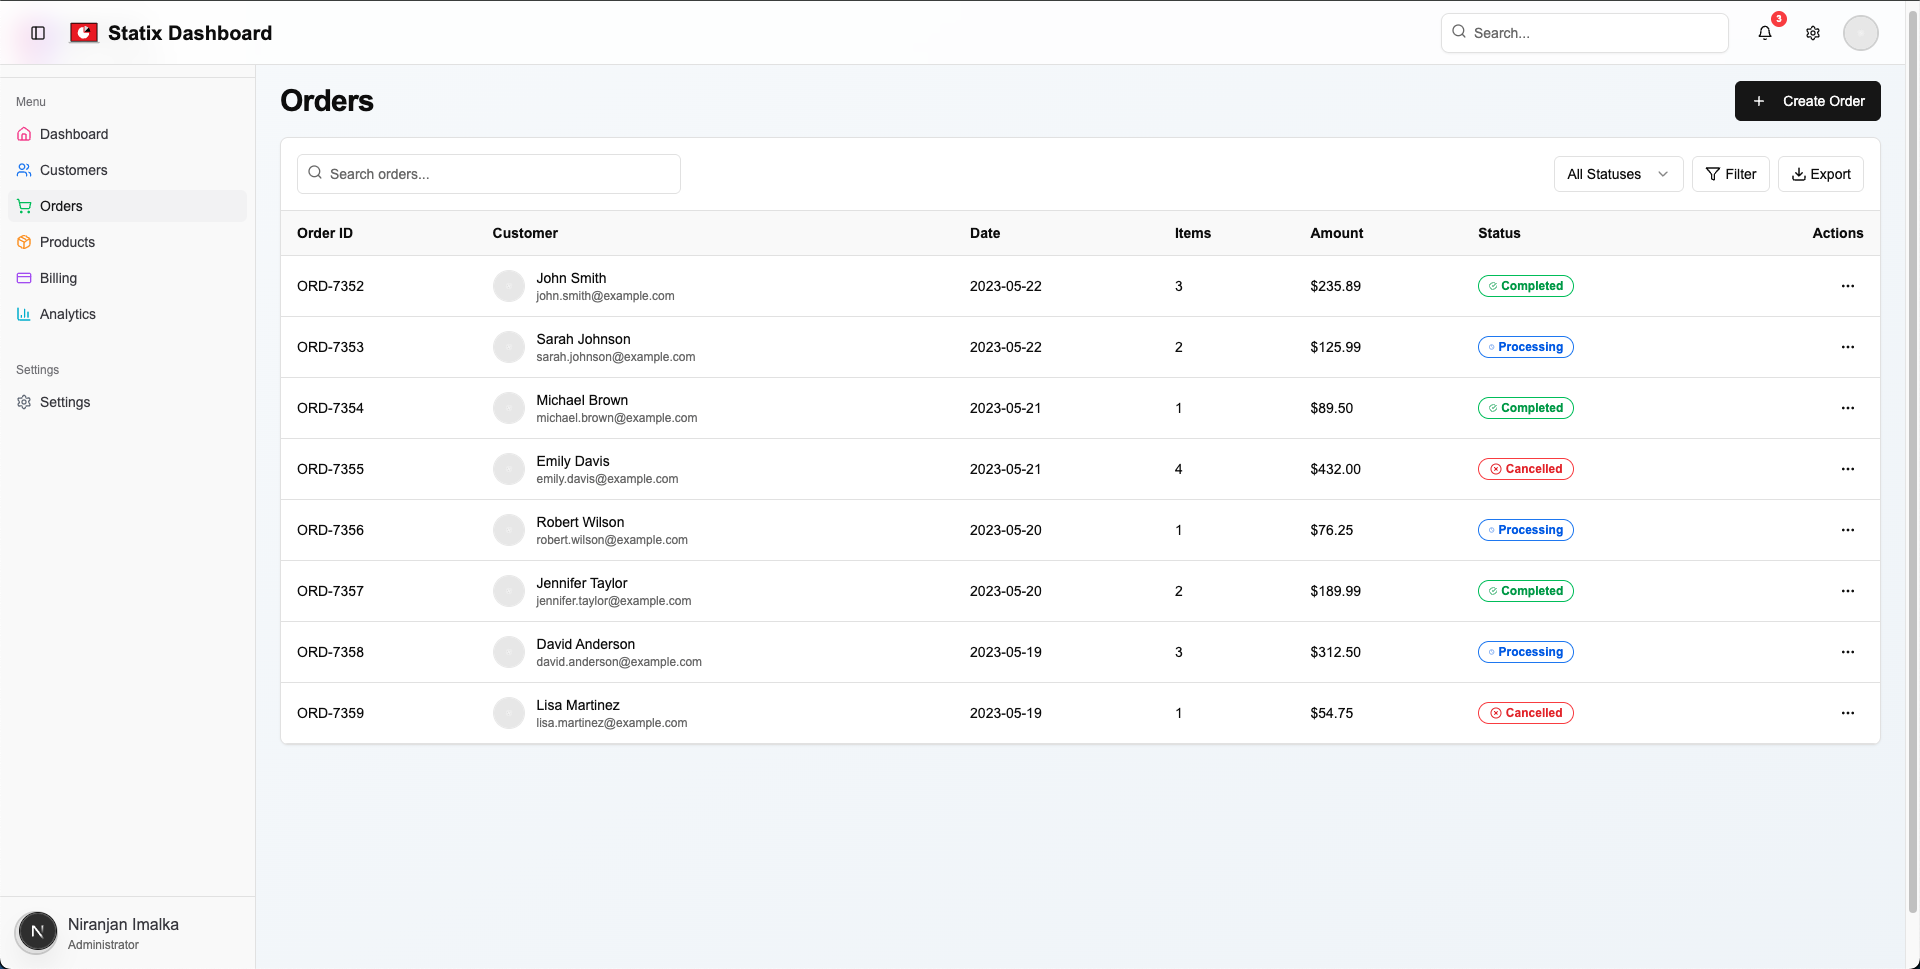 Statix Dashboard
Search...
3
Menu
Dashboard
Customers
Orders
Products
Billing
Analytics
Settings
Settings
N
Niranjan Imalka
Administrator
Orders
Create Order
Search orders...
All Statuses
Filter
Export
Order ID Customer Date Items Amount Status Actions
ORD-7352 John Smith 2023-05-22 3 $235.89 Completed
john.smith@example.com
ORD-7353 Sarah Johnson 2023-05-22 2 $125.99 Processing
sarah.johnson@example.com
ORD-7354 Michael Brown 2023-05-21 1 $89.50 Completed
michael.brown@example.com
ORD-7355 Emily Davis 2023-05-21 4 $432.00 Cancelled
emily.davis@example.com
ORD-7356 Robert Wilson 2023-05-20 1 $76.25 Processing
robert.wilson@example.com
ORD-7357 Jennifer Taylor 2023-05-20 2 $189.99 Completed
jennifer.taylor@example.com
ORD-7358 David Anderson 2023-05-19 3 $312.50 Processing
david.anderson@example.com
ORD-7359 Lisa Martinez 2023-05-19 1 $54.75 Cancelled
lisa.martinez@example.com